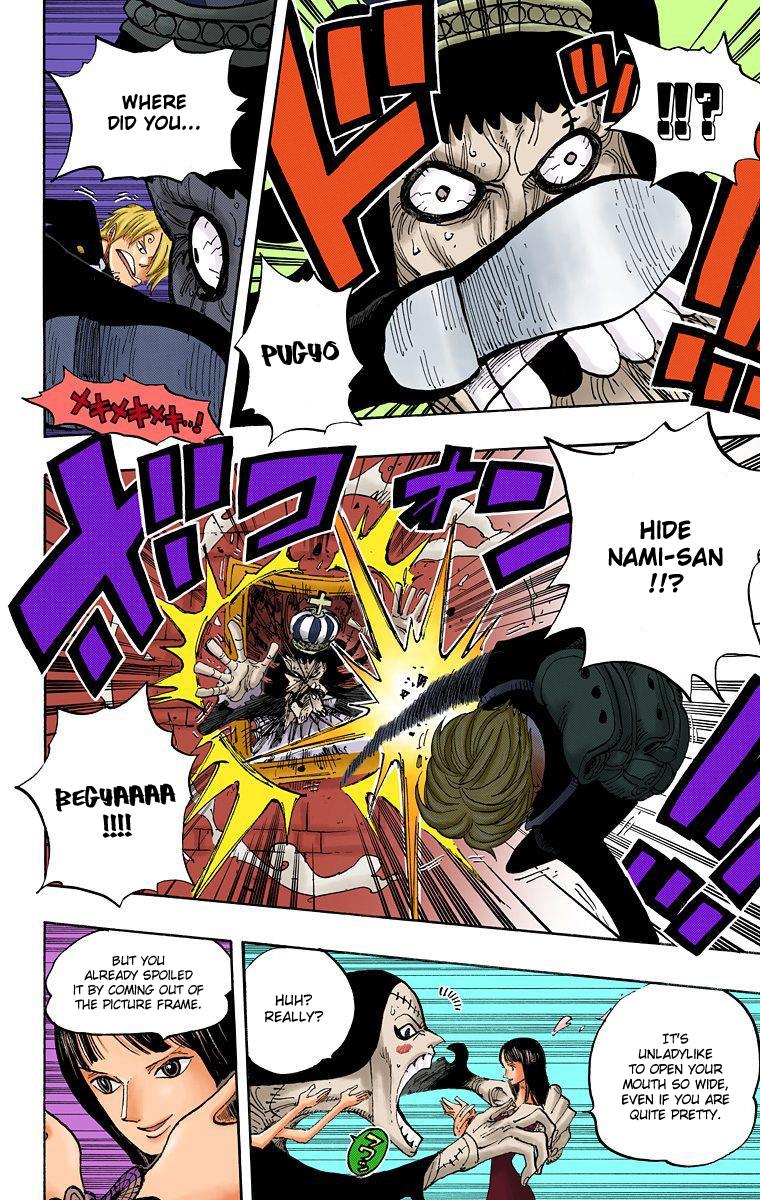 !!?
ドッ
!!!
PUGYO
WHERE
DID YOU...
メキメキメキ..!
HIDE
NAMI-SAN
!!?
!!!
BEGYAAAA
!!!!
IT'S
UNLADYLIKE
TO OPEN YOUR
MOUTH SO WIDE,
EVEN IF YOU ARE
QUITE PRETTY.
HUH?
REALLY?
BUT YOU
ALREADY SPOILED
IT BY COMING OUT OF
THE PICTURE FRAME.